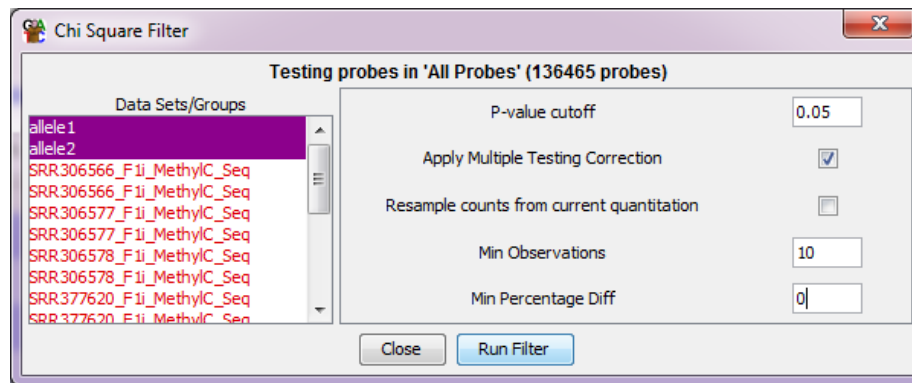 Chi Square Filter
Testing probes in 'All Probes' (136465 probes)
Data Sets/Groups
allele1
allele2
SRR306566_F1i_MethylC_Seq
SRR306566_F1i_MethylC_Seq
SRR306577_F1i_MethylC_Seq
SRR306577_F1i_MethylC_Seq
SRR306578_F1i_MethylC_Seq
SRR306578_F1i_MethylC_Seq
SRR377620_F1i_MethylC_Seq
SRR377620_F1i_MethylC_Seq
P-value cutoff 0.05
Apply Multiple Testing Correction
Resample counts from current quantitation
Min Observations 10
Min Percentage Diff 0
Close Run Filter